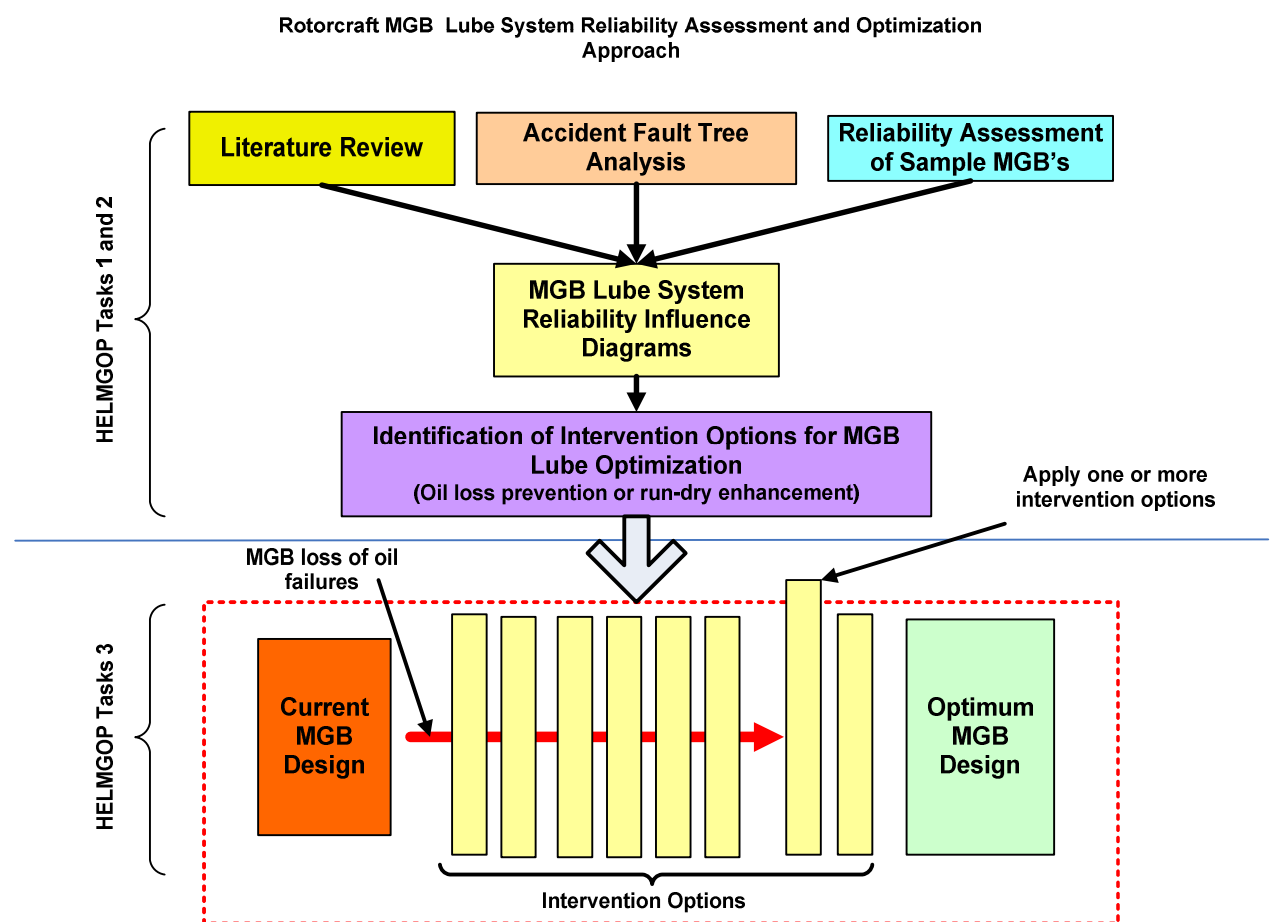 Rotorcraft MGB  Lube System Reliability Assessment and Optimization
Approach
Literature Review
Accident Fault Tree
Analysis
Reliability Assessment
of Sample MGB's
HELMGOP Tasks 1 and 2
MGB Lube System
Reliability Influence
Diagrams
Identification of Intervention Options for MGB
Lube Optimization
(Oil loss prevention or run-dry enhancement)
Apply one or more
intervention options
MGB loss of oil
failures
HELMGOP Tasks 3
Current
MGB
Design
Optimum
MGB
Design
Intervention Options